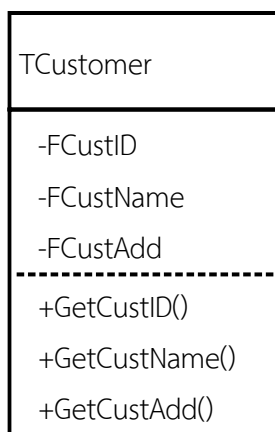 TCustomer
-FCustID
-FCustName
-FCustAdd
+GetCustID()
+GetCustName()
+GetCustAdd()